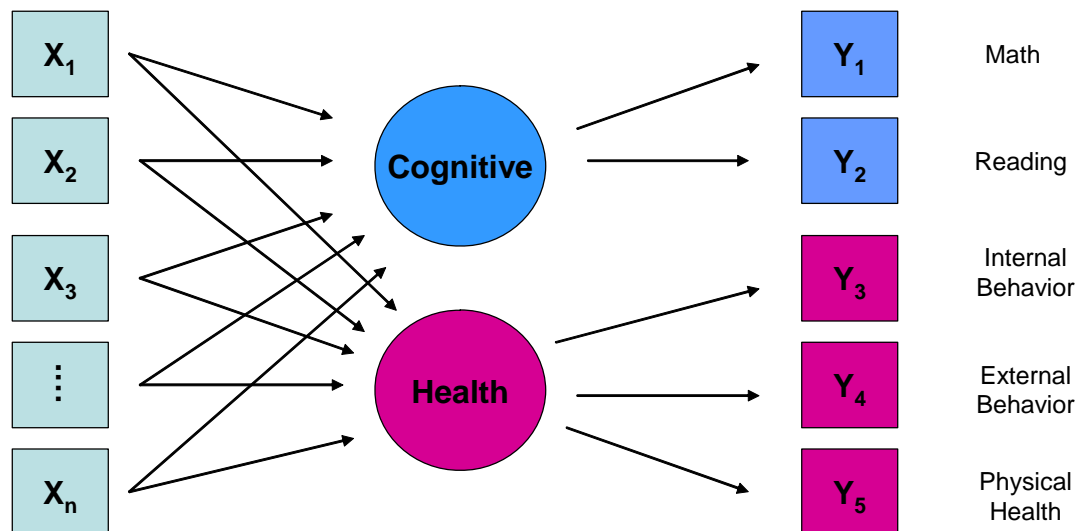 X1
Y1
Math
X2
Cognitive
Y2
Reading
X3
Y3
Internal
Behavior
⋮
Health
Y4
External
Behavior
Xn
Y5
Physical
Health